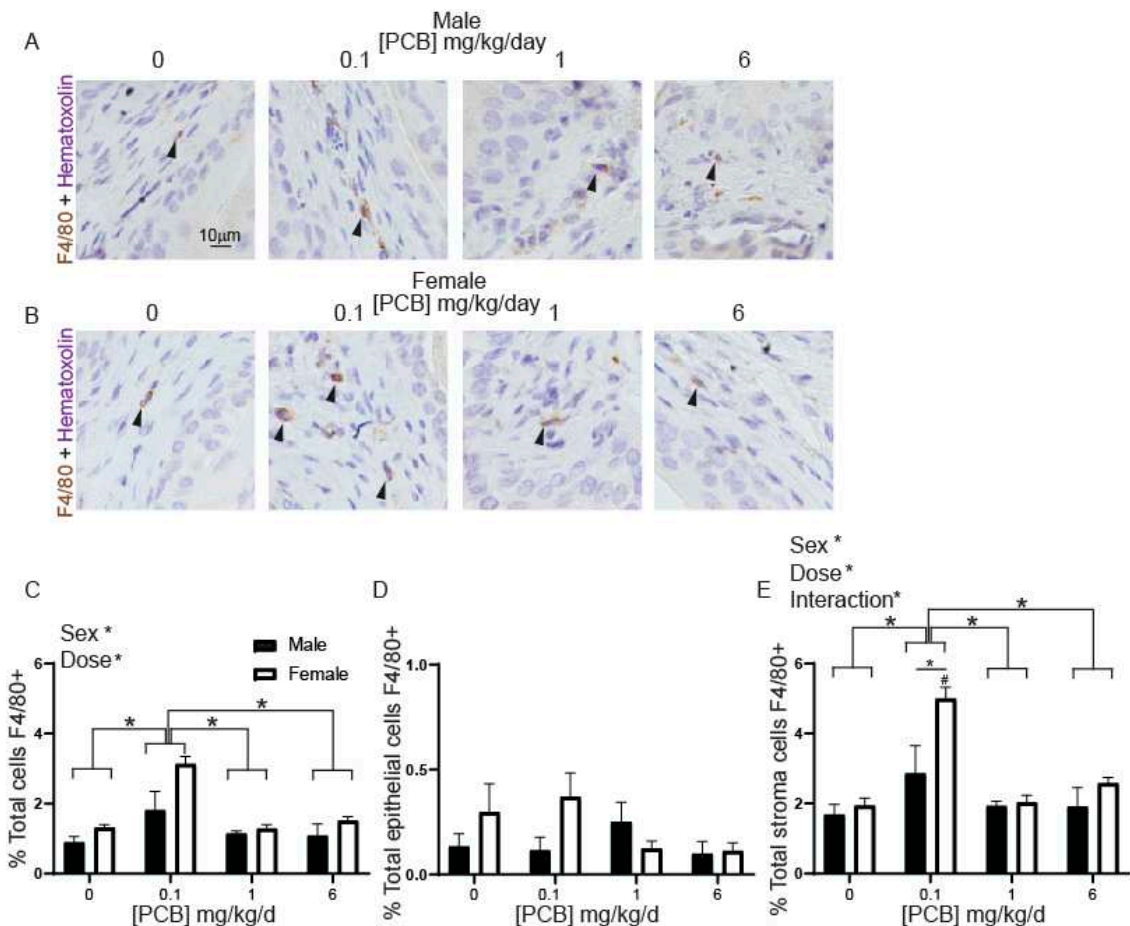 A
Male
[PCB] mg/kg/day
0 0.1 1 6
F4/80 + Hematoxolin
10µm
Female
[PCB] mg/kg/day
B
0 0.1 1 6
F4/80 + Hematoxolin
C
Sex *
Dose *
Male
Female
% Total cells F4/80+
6
4
2
0
* * *
0 0.1 1 6
[PCB] mg/kg/d
D
% Total epithelial cells F4/80+
1.0
0.5
0.0
0 0.1 1 6
[PCB] mg/kg/d
E
Sex *
Dose *
Interaction*
% Total stroma cells F4/80+
6
4
2
0
* * *
*
#
0 0.1 1 6
[PCB] mg/kg/d